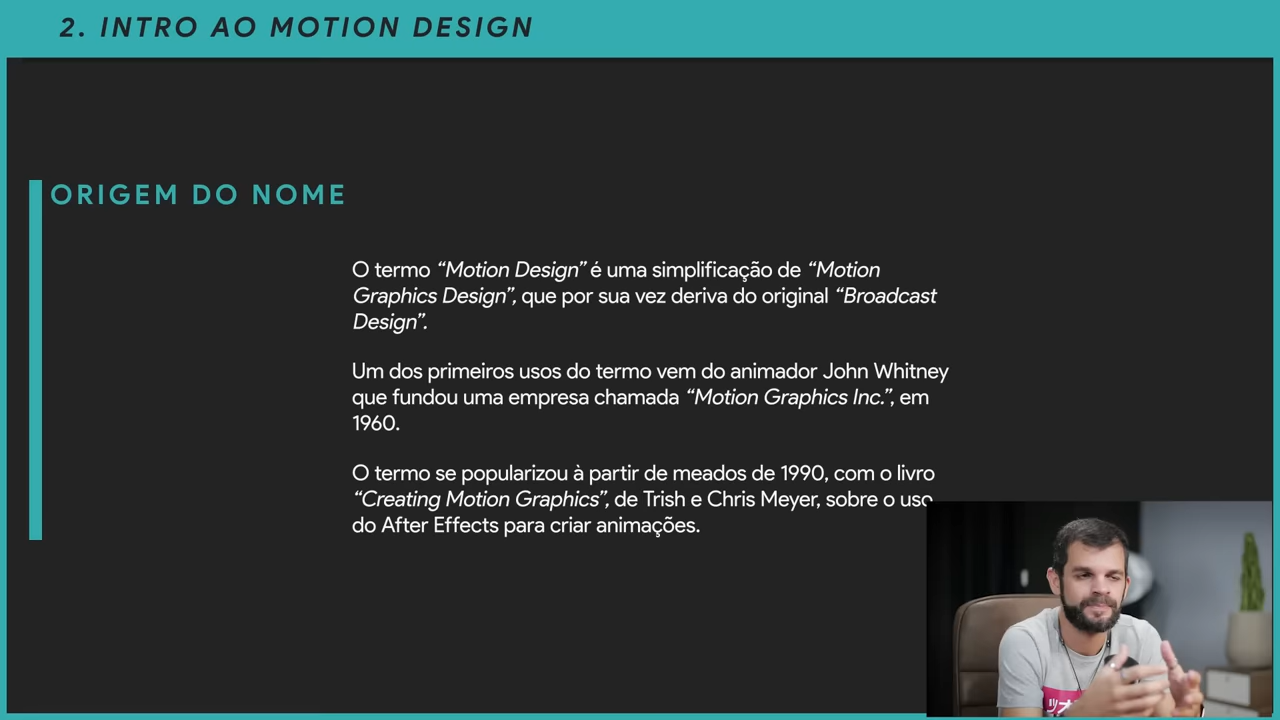 2. INTRO AO MOTION DESIGN
ORIGEM DO NOME
O termo “Motion Design” é uma simplificação de “Motion
Graphics Design”, que por sua vez deriva do original “Broadcast
Design”.
Um dos primeiros usos do termo vem do animador John Whitney
que fundou uma empresa chamada “Motion Graphics Inc.”, em
1960.
O termo se popularizou à partir de meados de 1990, com o livro
“Creating Motion Graphics”, de Trish e Chris Meyer, sobre o uso
do After Effects para criar animações.